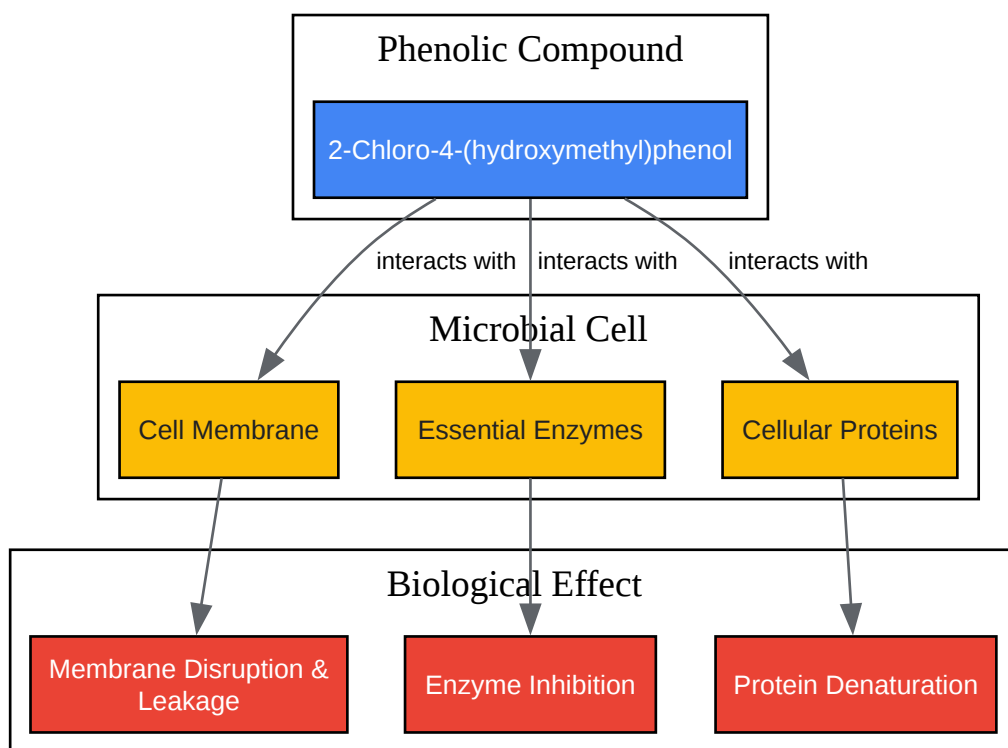 Phenolic Compound
2-Chloro-4-(hydroxymethyl)phenol
interacts with
interacts with
interacts with
Microbial Cell
Cell Membrane
Essential Enzymes
Cellular Proteins
Biological Effect
Membrane Disruption &
Leakage
Enzyme Inhibition
Protein Denaturation